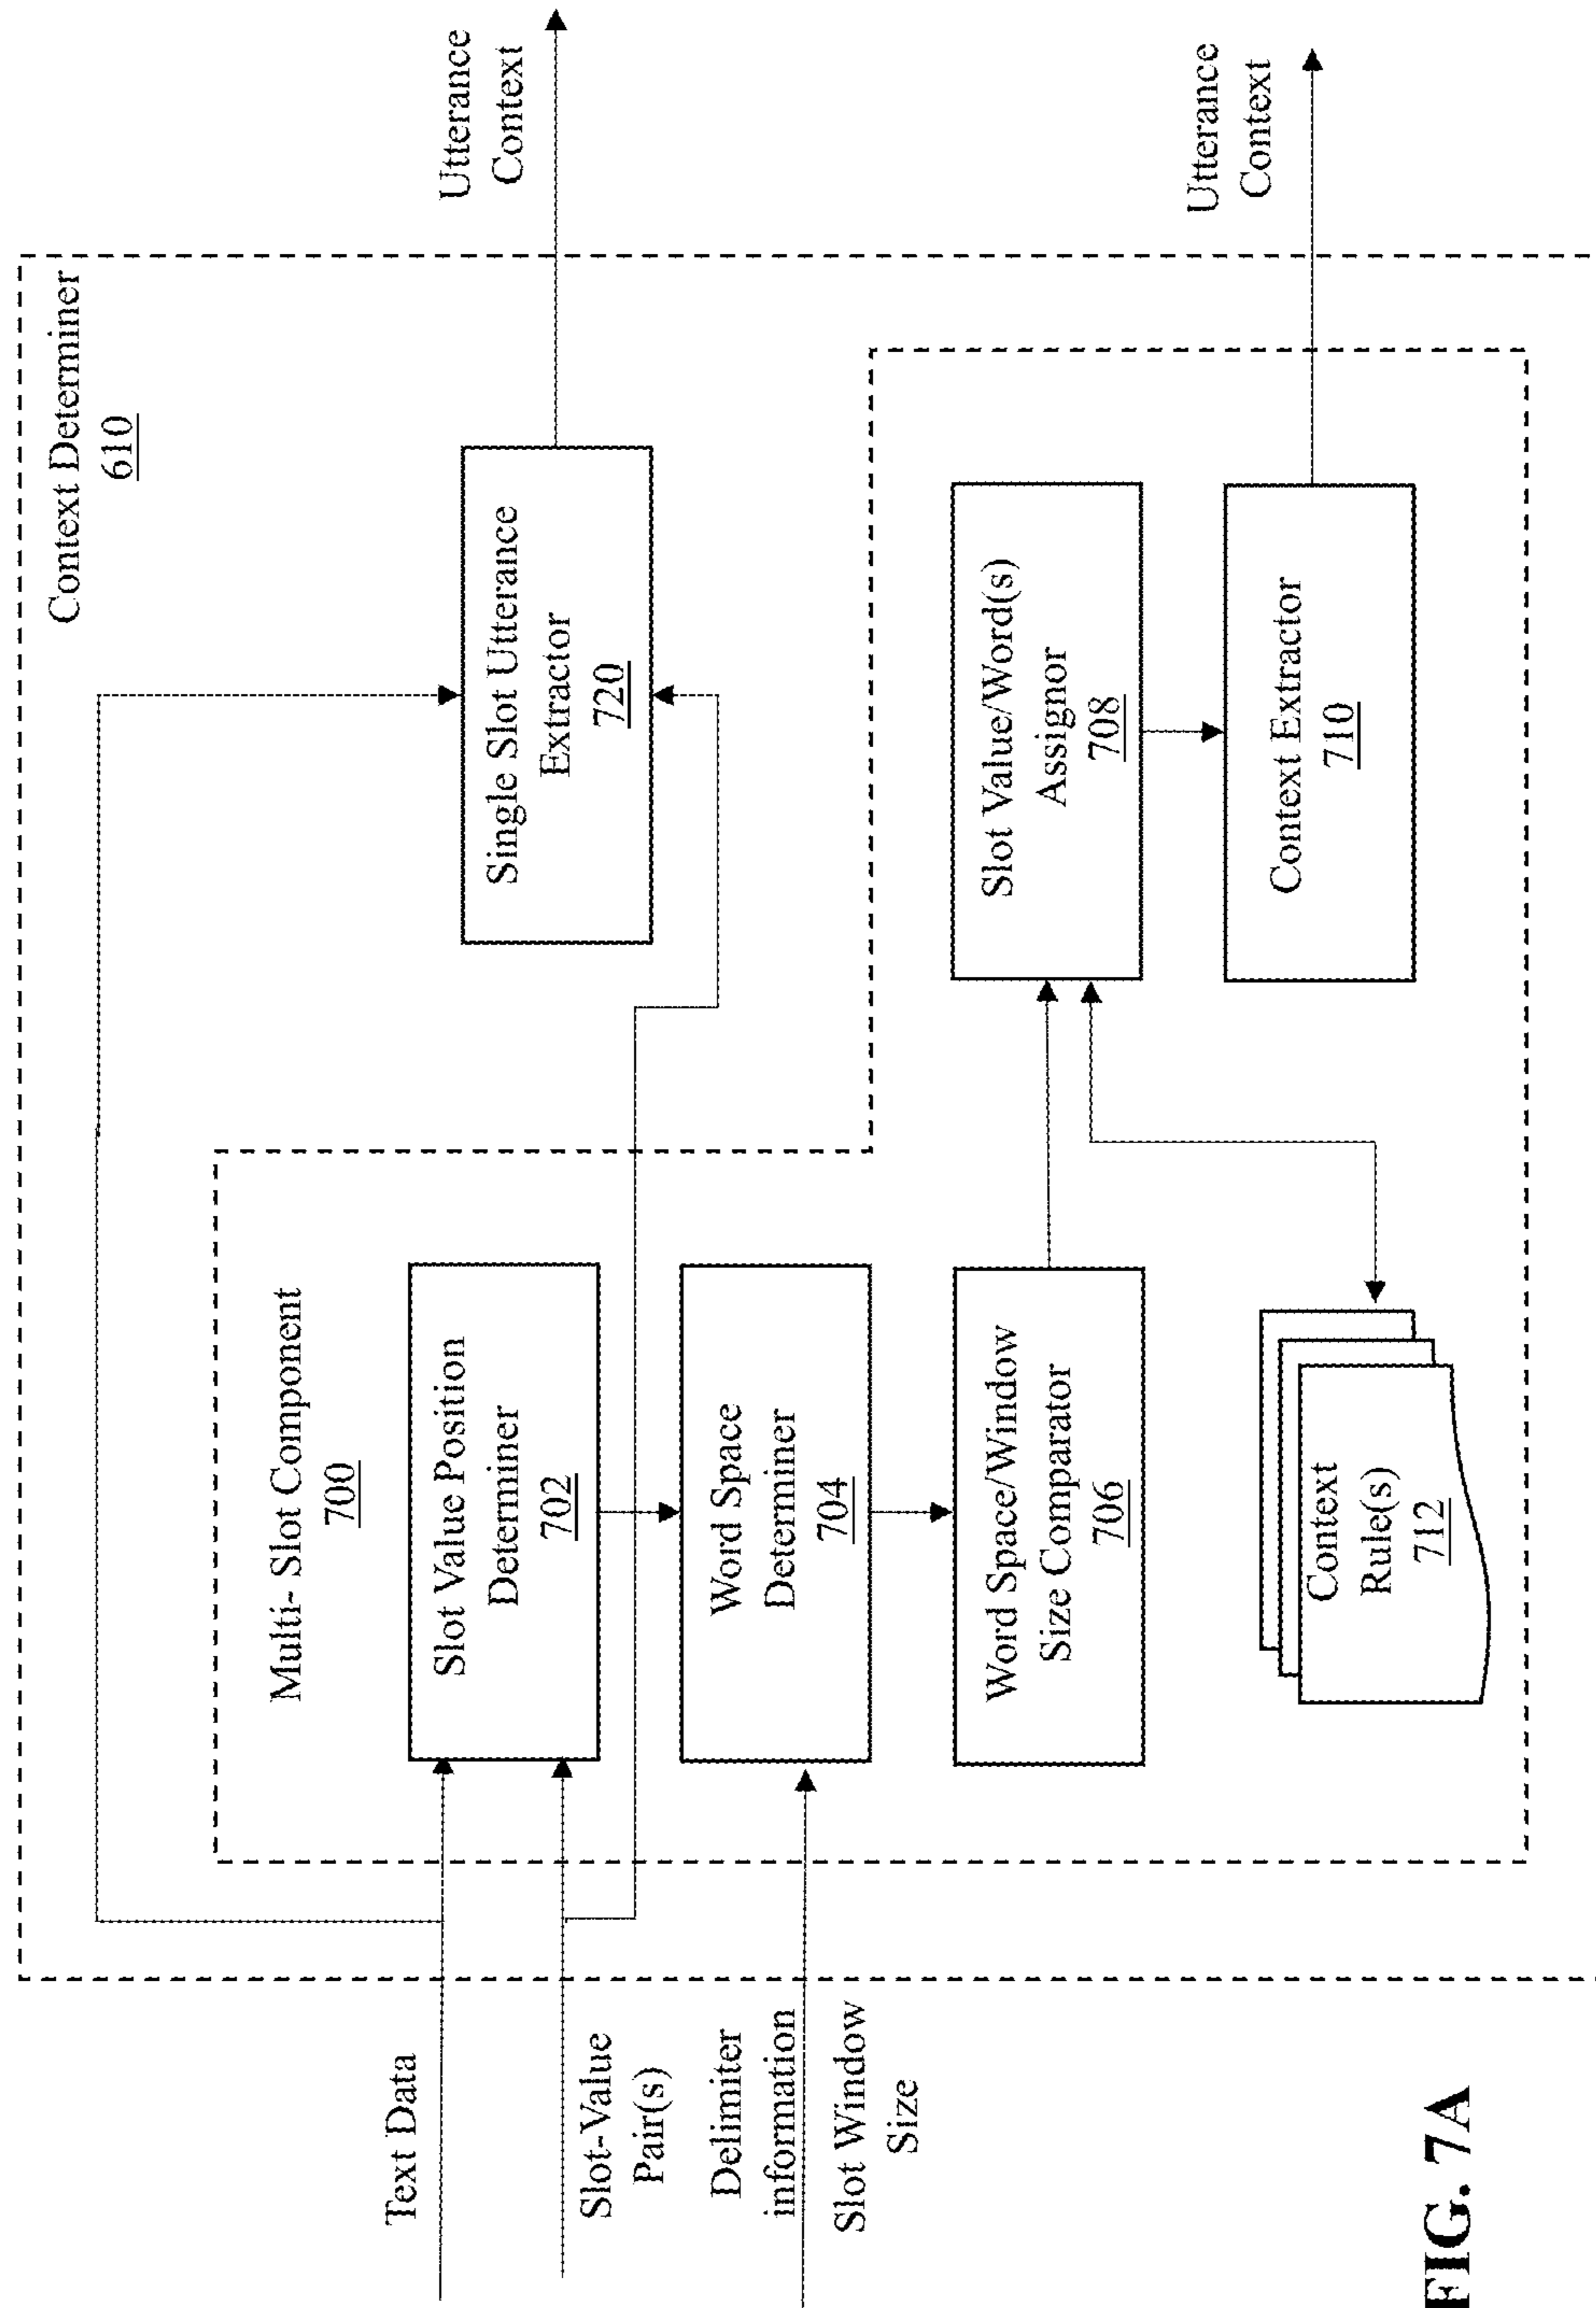 Context Determiner
610
Utterance
Context
Single Slot Utterance
Extractor
720
Multi- Slot Component
700
Text Data
Slot Value Position
Determiner
702
Slot-Value
Pair(s)
Word Space
Determiner
704
Delimiter
information
Slot Window
Size
Word Space/Window
Size Comparator
706
Slot Value/Word(s)
Assignor
708
Utterance
Context
Context Extractor
710
Context
Rule(s)
712
FIG. 7A